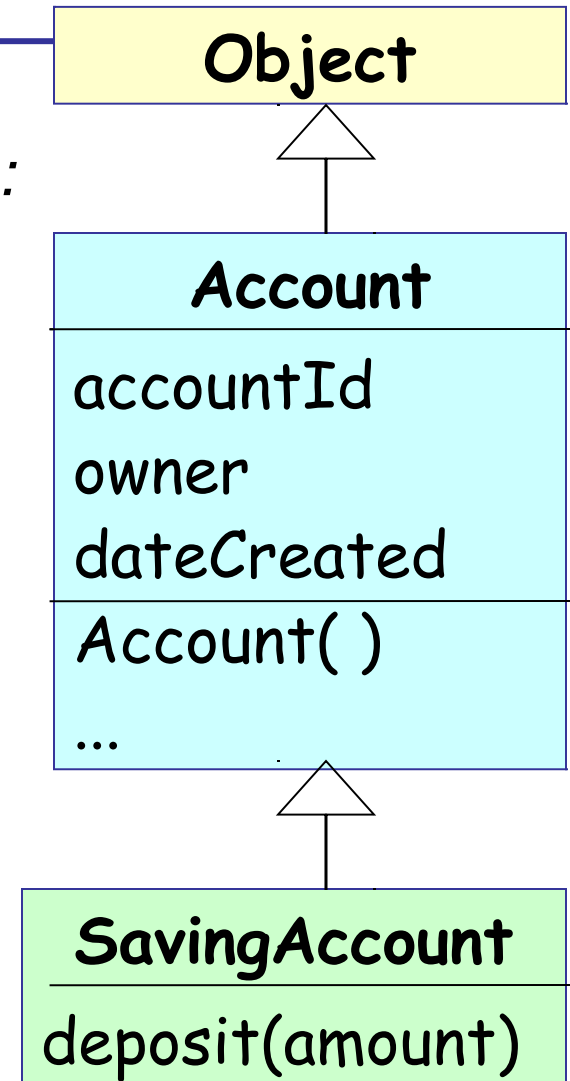 Object
:
Account
accountId
owner
dateCreated
Account( )
...
SavingAccount
deposit(amount)